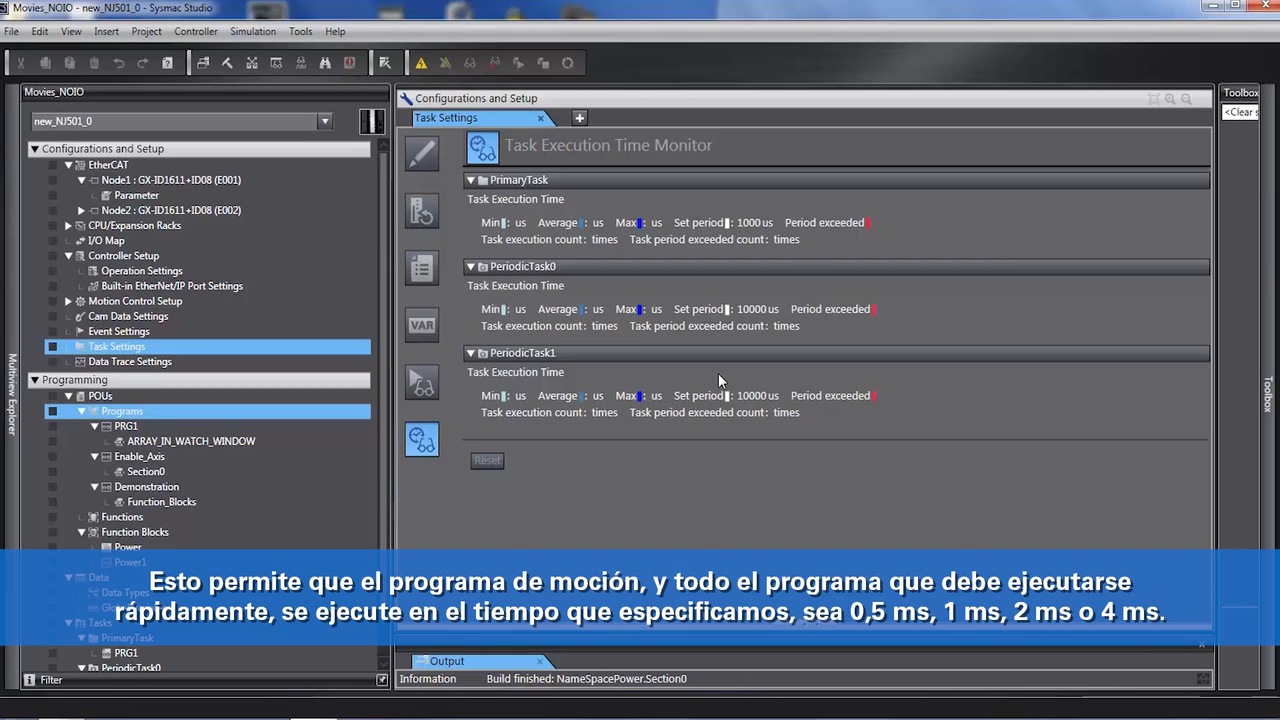 Movies_NOIO - new_NJ501_0 - Sysmac Studio
File Edit View Insert Project Controller Simulation Tools Help
Movies_NOIO
new_NJ501_0
Configurations and Setup
EtherCAT
Node1 : GX-ID1611+ID08 (E001)
Parameter
Node2 : GX-ID1611+ID08 (E002)
CPU/Expansion Racks
I/O Map
Controller Setup
Operation Settings
Built-in EtherNet/IP Port Settings
Motion Control Setup
Cam Data Settings
Event Settings
Task Settings
Data Trace Settings
Programming
POUs
Programs
PRG1
ARRAY_IN_WATCH_WINDOW
Enable_Axis
Section0
Demonstration
Function_Blocks
Functions
Function Blocks
Power
Power1
Data
Data Types
Tasks
PrimaryTask
PRG1
PeriodicTask0
Filter
Multiview Explorer
Configurations and Setup
Task Settings
VAR
Task Execution Time Monitor
PrimaryTask
Task Execution Time
Min : us Average : us Max : us Set period : 1000 us Period exceeded
Task execution count: times Task period exceeded count: times
PeriodicTask0
Task Execution Time
Min : us Average : us Max : us Set period : 10000 us Period exceeded
Task execution count: times Task period exceeded count: times
PeriodicTask1
Task Execution Time
Min : us Average : us Max : us Set period : 10000 us Period exceeded
Task execution count: times Task period exceeded count: times
Reset
Toolbox
<Clear s
Toolbox
Esto permite que el programa de moción, y todo el programa que debe ejecutarse
rápidamente, se ejecute en el tiempo que especificamos, sea 0,5 ms, 1 ms, 2 ms o 4 ms.
Output
Information Build finished: NameSpacePower.Section0